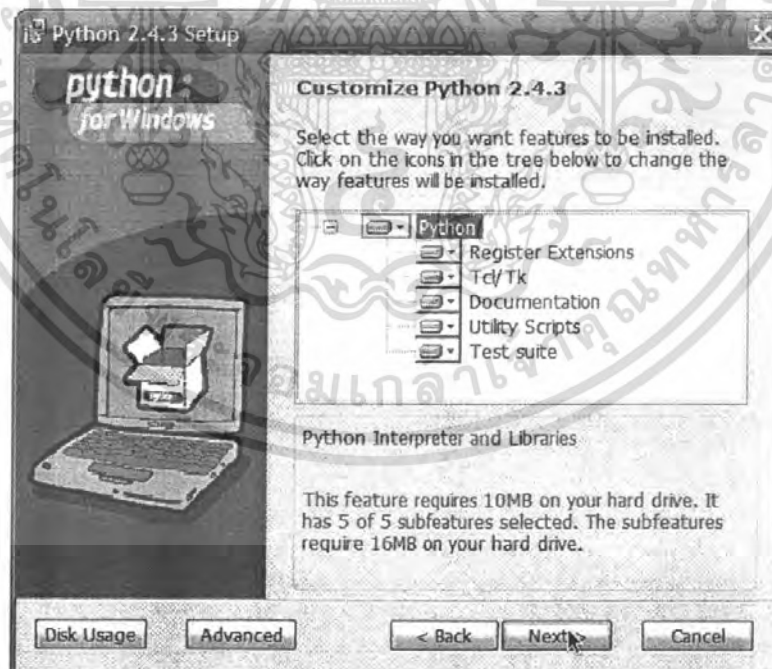 Python 2.4.3 Setup
python
for Windows
Customize Python 2.4.3
Select the way you want features to be installed.
Click on the icons in the tree below to change the
way features will be installed.
Python
Register Extensions
Tcl/Tk
Documentation
Utility Scripts
Test suite
Python Interpreter and Libraries
This feature requires 10MB on your hard drive. It
has 5 of 5 subfeatures selected. The subfeatures
require 16MB on your hard drive.
Disk Usage
Advanced
< Back
Next >
Cancel